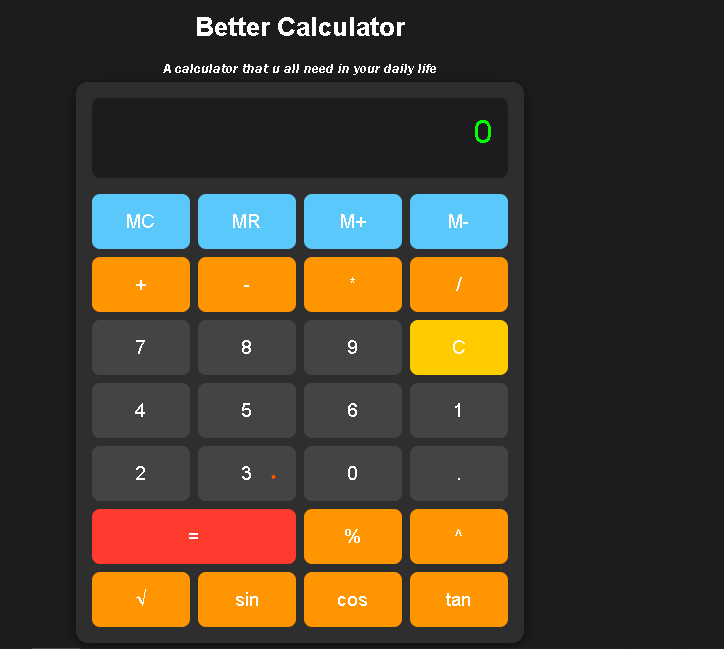 Better Calculator
A calculator that u all need in your daily life
0
MC MR M+ M-
+ - * /
7 8 9 C
4 5 6 1
2 3 0 .
= % ^
√ sin cos tan